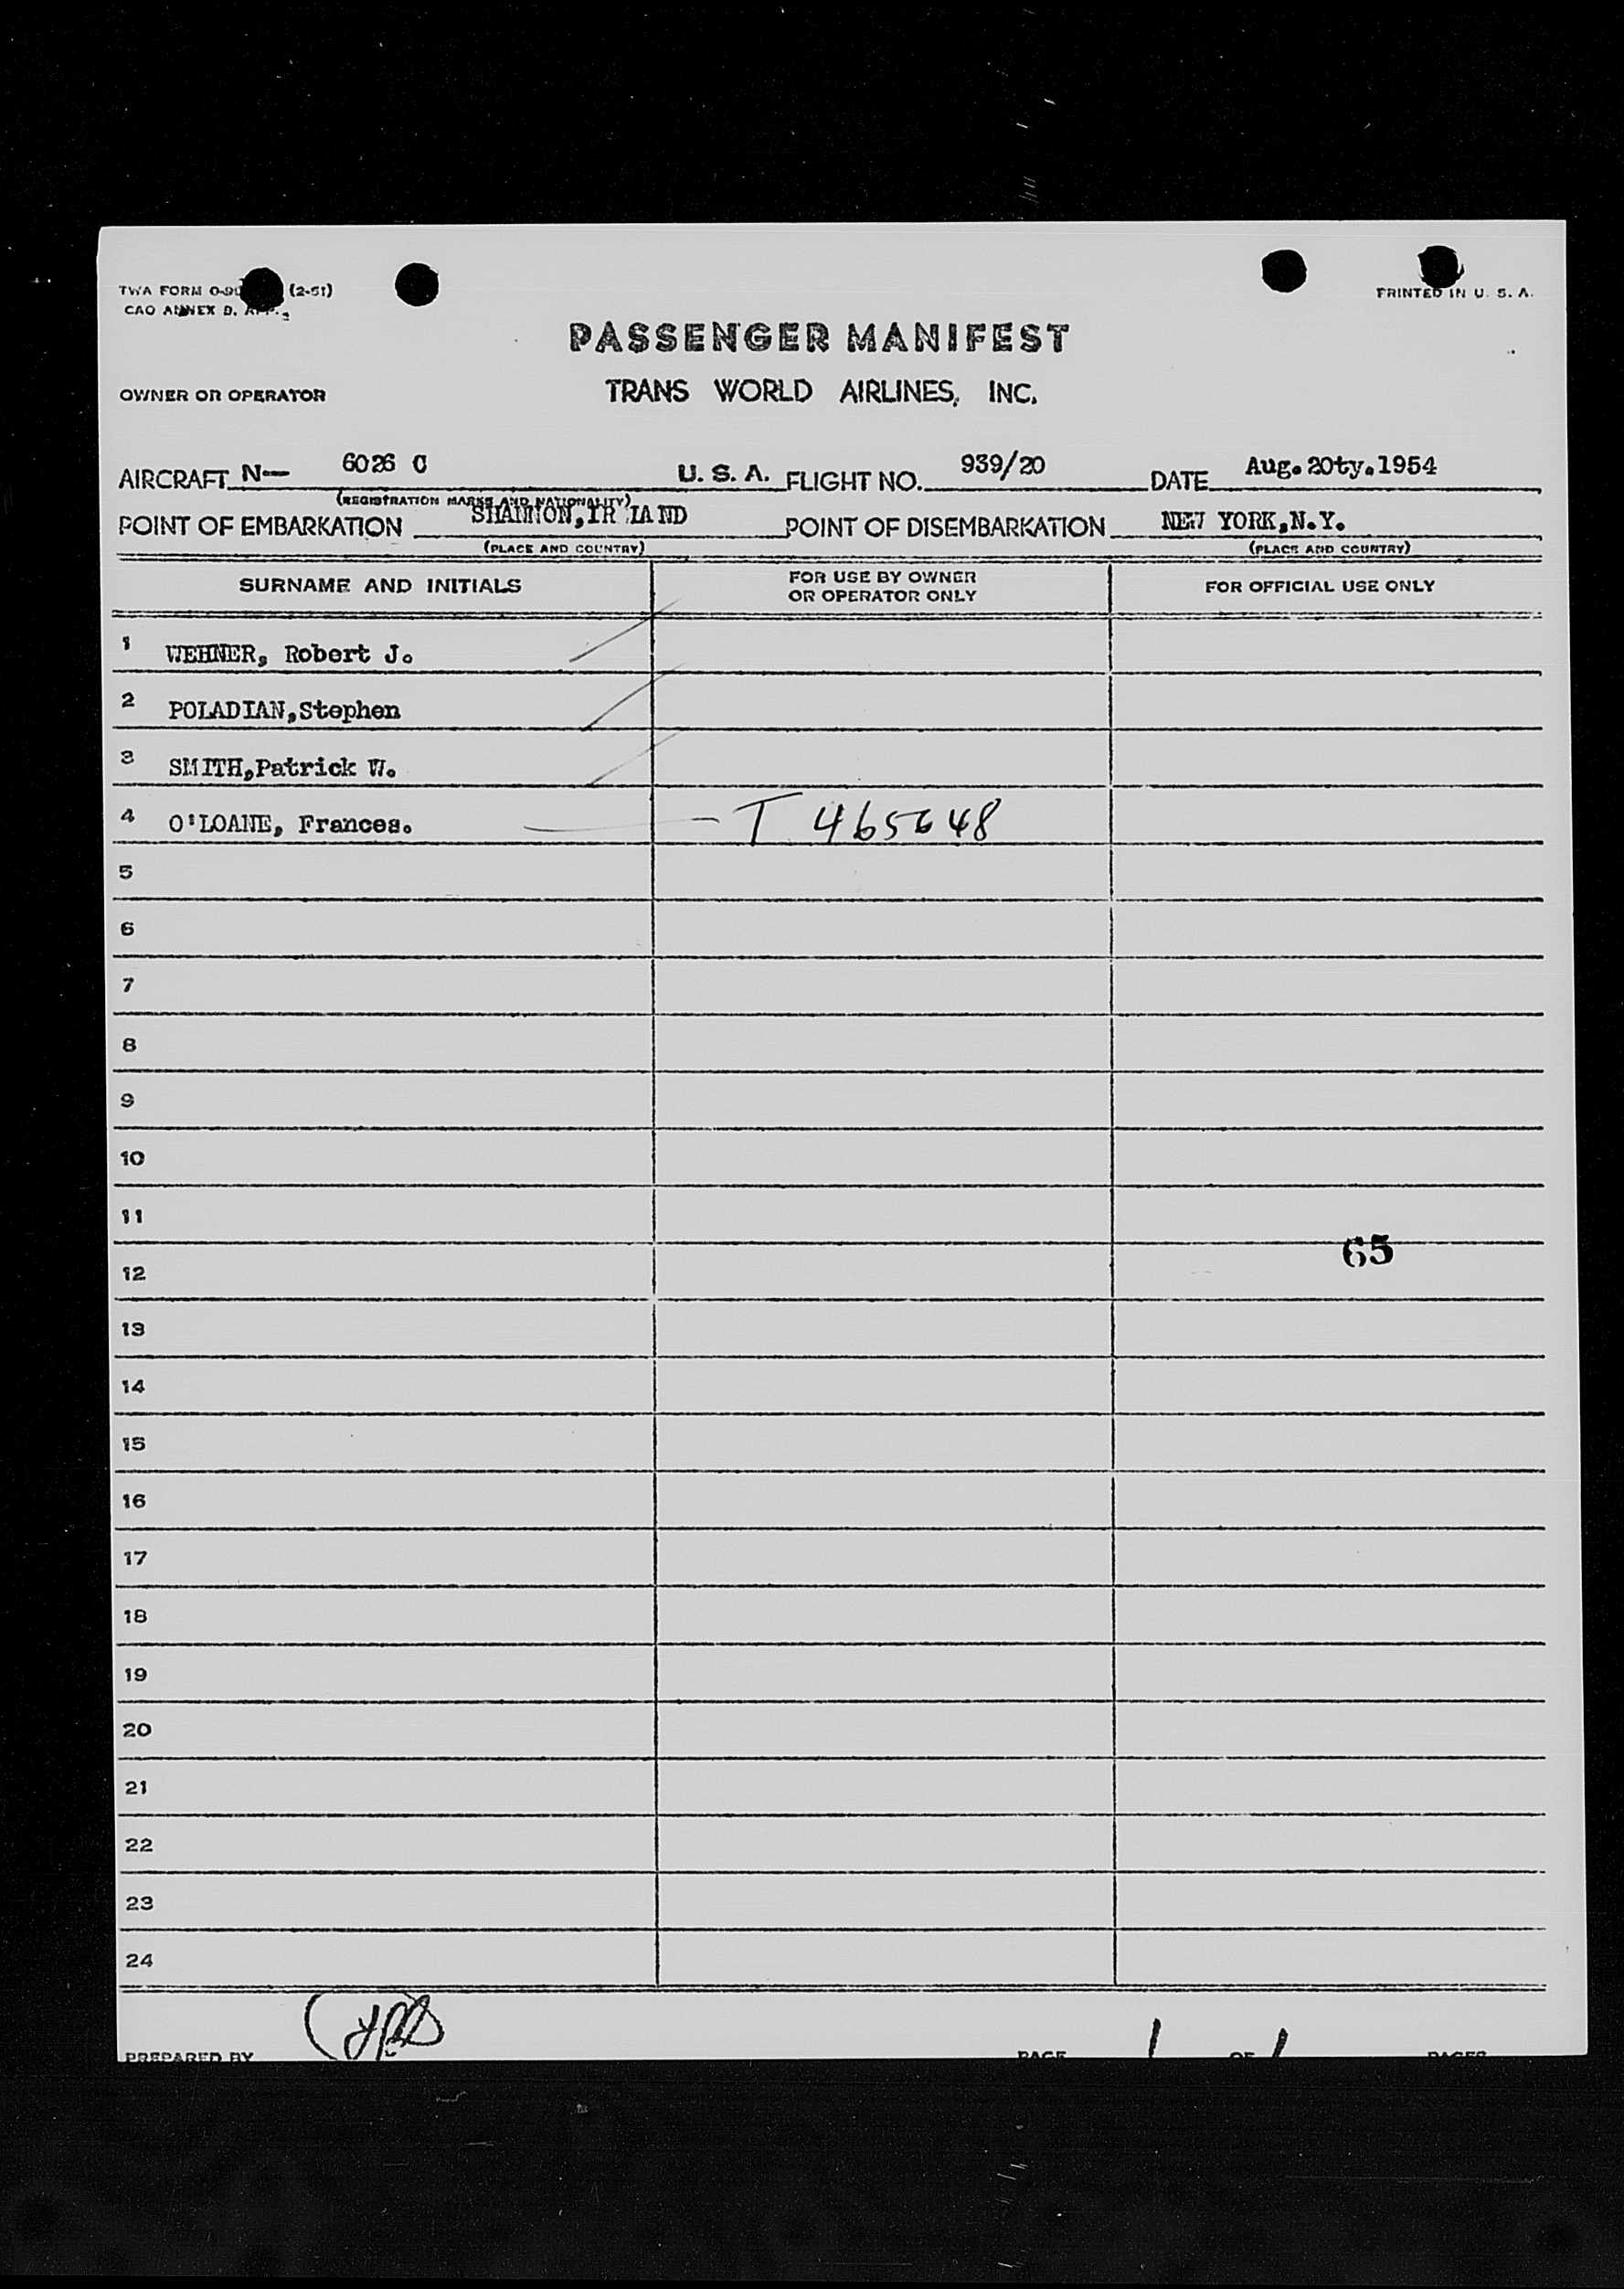 TWA FORM O-90 (2-51)
PRINTED IN U. S. A.
CAO ANNEX D, APP.
PASSENGER MANIFEST
OWNER OR OPERATOR TRANS WORLD AIRLINES, INC.
AIRCRAFT N— 6026 C U. S. A. FLIGHT NO. 939/20 DATE Aug. 20ty. 1954
(REGISTRATION MARKS AND NATIONALITY)
POINT OF EMBARKATION SHANNON, IR LAND POINT OF DISEMBARKATION NEW YORK, N.Y.
(PLACE AND COUNTRY) (PLACE AND COUNTRY)
SURNAME AND INITIALS FOR USE BY OWNER OR OPERATOR ONLY FOR OFFICIAL USE ONLY
1 WEHNER, Robert J.
2 POLADIAN, Stephen
3 SMITH, Patrick W.
4 O'LOANE, Frances. — T 465648
5
6
7
8
9
10
11
65
12
13
14
15
16
17
18
19
20
21
22
23
24
PREPARED BY PAGE 1 OF 1 PAGES